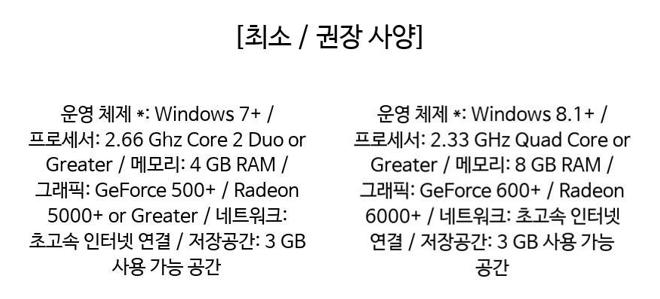 [최소 / 권장 사양]
운영 체제 *: Windows 7+ /
프로세서: 2.66 Ghz Core 2 Duo or
Greater / 메모리: 4 GB RAM /
그래픽: GeForce 500+ / Radeon
5000+ or Greater / 네트워크:
초고속 인터넷 연결 / 저장공간: 3 GB
사용 가능 공간
운영 체제 *: Windows 8.1+ /
프로세서: 2.33 GHz Quad Core or
Greater / 메모리: 8 GB RAM /
그래픽: GeForce 600+ / Radeon
6000+ / 네트워크: 초고속 인터넷
연결 / 저장공간: 3 GB 사용 가능
공간